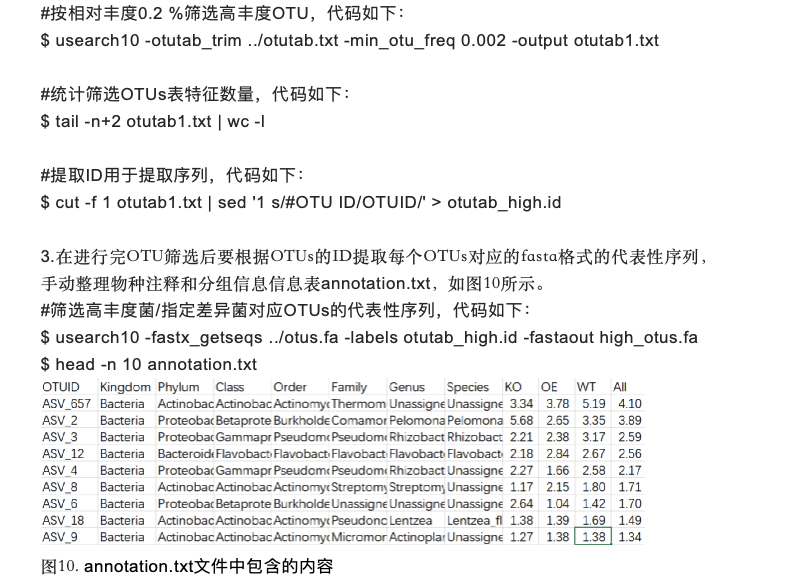 #按相对丰度0.2 %筛选高丰度OTU，代码如下：
$ usearch10 -otutab_trim ../otutab.txt -min_otu_freq 0.002 -output otutab1.txt
#统计筛选OTUs表特征数量，代码如下：
$ tail -n+2 otutab1.txt | wc -l
#提取ID用于提取序列，代码如下：
$ cut -f 1 otutab1.txt | sed '1 s/#OTU ID/OTUID/' > otutab_high.id
3.在进行完OTU筛选后要根据OTUs的ID提取每个OTUs对应的fasta格式的代表性序列，
手动整理物种注释和分组信息信息表annotation.txt，如图10所示。
#筛选高丰度菌/指定差异菌对应OTUs的代表性序列，代码如下：
$ usearch10 -fastx_getseqs ../otus.fa -labels otutab_high.id -fastaout high_otus.fa
$ head -n 10 annotation.txt
OTUID Kingdom Phylum Class Order Family Genus Species KO OE WT All
ASV_657 Bacteria Actinobac Actinobac Actinomyc Thermom Unassigne Unassigne 3.34 3.78 5.19 4.10
ASV_2 Bacteria Proteobac Betaprote Burkholde Comamor Pelomona Pelomona 5.68 2.65 3.35 3.89
ASV_3 Bacteria Proteobac Gammapr Pseudomo Pseudomo Rhizobact Rhizobact 2.21 2.38 3.17 2.59
ASV_12 Bacteria Bacteroide Flavobact Flavobact Flavobact Flavobact Flavobact 2.18 2.84 2.67 2.56
ASV_4 Bacteria Proteobac Gammapr Pseudomo Pseudomo Rhizobact Unassigne 2.27 1.66 2.58 2.17
ASV_8 Bacteria Actinobac Actinobac Actinomyc Streptomy Streptomy Unassigne 1.17 2.15 1.80 1.71
ASV_6 Bacteria Proteobac Betaprote Burkholde Unassigne Unassigne Unassigne 2.64 1.04 1.42 1.70
ASV_18 Bacteria Actinobac Actinobac Actinomyc Pseudonc Lentzea Lentzea_fl 1.38 1.39 1.69 1.49
ASV_9 Bacteria Actinobac Actinobac Actinomyc Micromor Actinoplar Unassigne 1.27 1.38 1.38 1.34
图10. annotation.txt文件中包含的内容